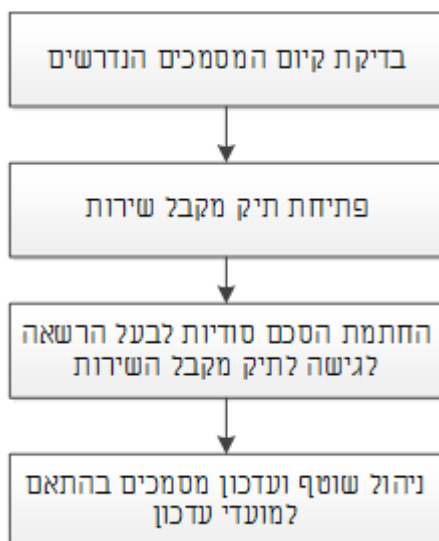 בדיקת קיום המסמכים הנדרשים
פתיחת תיק מקבל שירות
החתמת הסכם סודיות לבעל הרשאה
לגישה לתיק מקבל השירות
ניהול שוטף ועדכון מסמכים בהתאם
למועדי עדכון